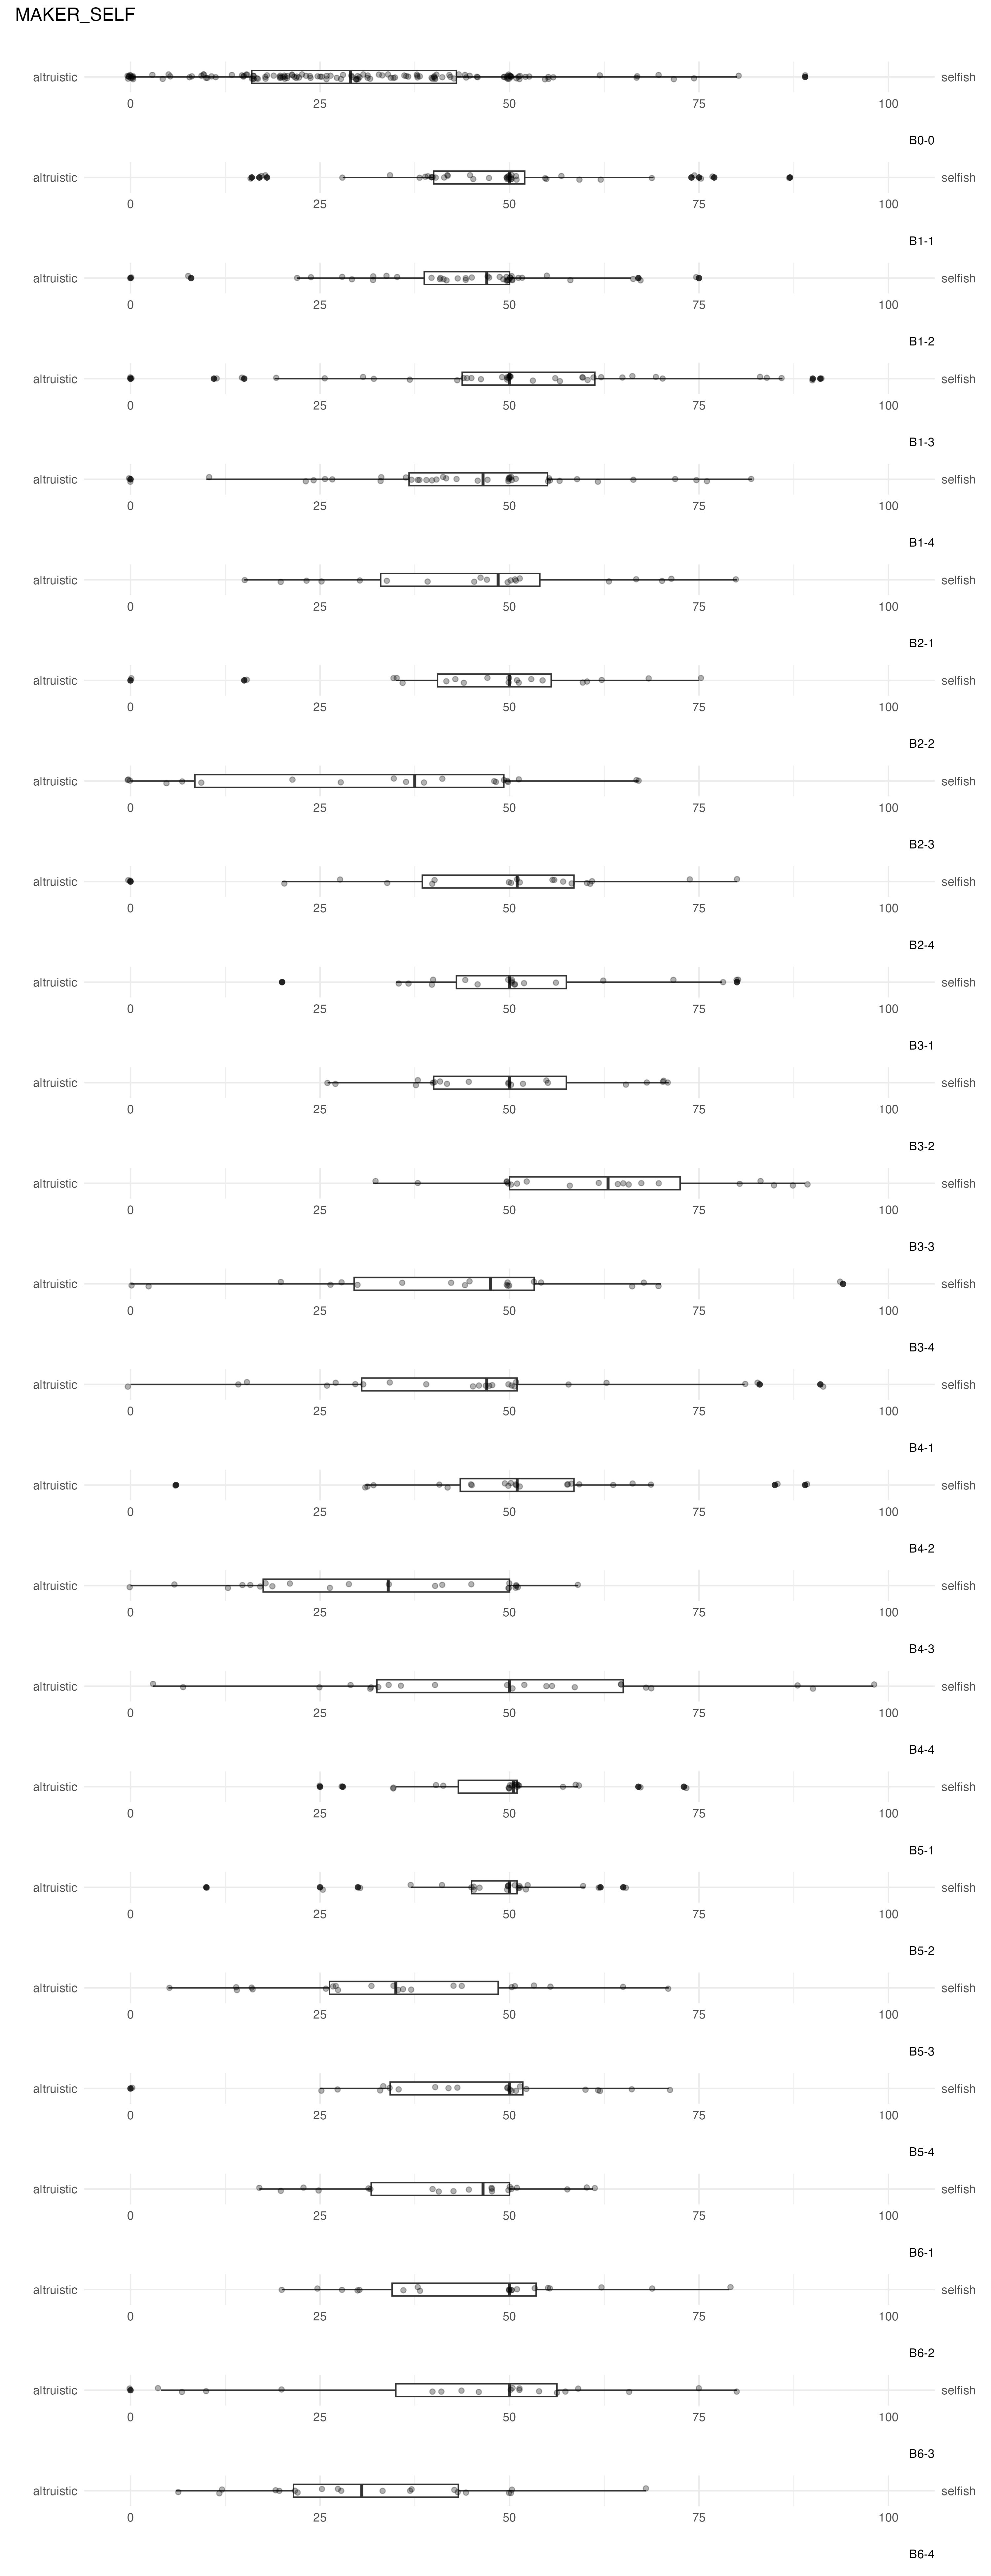 MAKER_SELF
altruistic selfish
0 25 50 75 100
B0-0
altruistic selfish
0 25 50 75 100
B1-1
altruistic selfish
0 25 50 75 100
B1-2
altruistic selfish
0 25 50 75 100
B1-3
altruistic selfish
0 25 50 75 100
B1-4
altruistic selfish
0 25 50 75 100
B2-1
altruistic selfish
0 25 50 75 100
B2-2
altruistic selfish
0 25 50 75 100
B2-3
altruistic selfish
0 25 50 75 100
B2-4
altruistic selfish
0 25 50 75 100
B3-1
altruistic selfish
0 25 50 75 100
B3-2
altruistic selfish
0 25 50 75 100
B3-3
altruistic selfish
0 25 50 75 100
B3-4
altruistic selfish
0 25 50 75 100
B4-1
altruistic selfish
0 25 50 75 100
B4-2
altruistic selfish
0 25 50 75 100
B4-3
altruistic selfish
0 25 50 75 100
B4-4
altruistic selfish
0 25 50 75 100
B5-1
altruistic selfish
0 25 50 75 100
B5-2
altruistic selfish
0 25 50 75 100
B5-3
altruistic selfish
0 25 50 75 100
B5-4
altruistic selfish
0 25 50 75 100
B6-1
altruistic selfish
0 25 50 75 100
B6-2
altruistic selfish
0 25 50 75 100
B6-3
altruistic selfish
0 25 50 75 100
B6-4